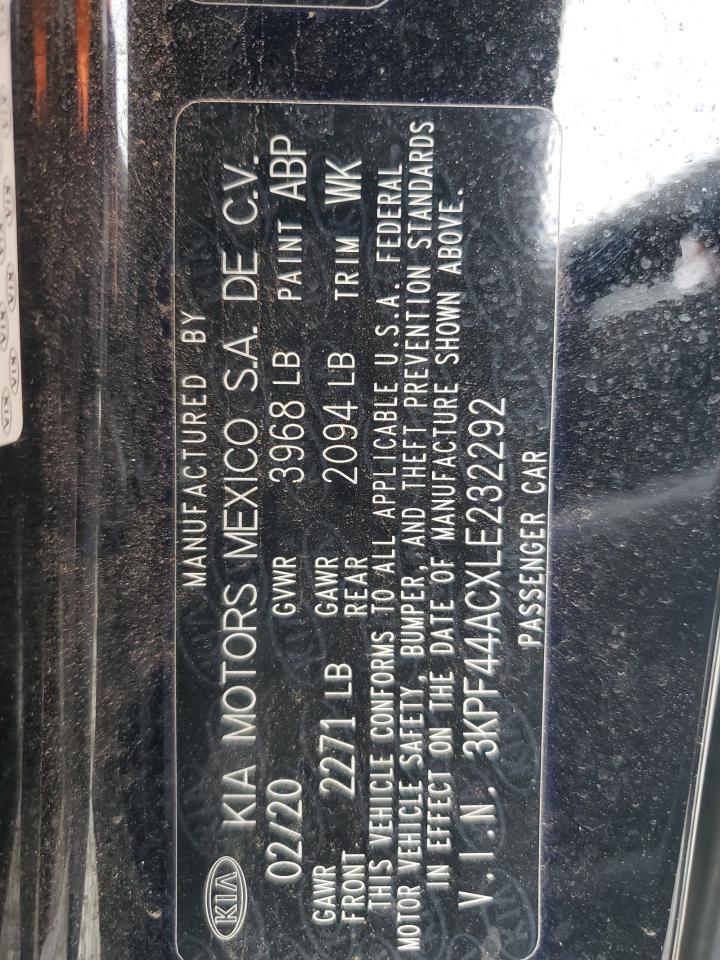 MANUFACTURED BY
KIA KIA MOTORS MEXICO S.A. DE C.V.
02/20 GVWR 3968 LB PAINT ABP
GAWR FRONT 2271 LB GAWR REAR 2094 LB TRIM WK
THIS VEHICLE CONFORMS TO ALL APPLICABLE U.S.A. FEDERAL
MOTOR VEHICLE SAFETY, BUMPER, AND THEFT PREVENTION STANDARDS
IN EFFECT ON THE DATE OF MANUFACTURE SHOWN ABOVE.
V.I.N. 3KPF44ACXLE232292
PASSENGER CAR